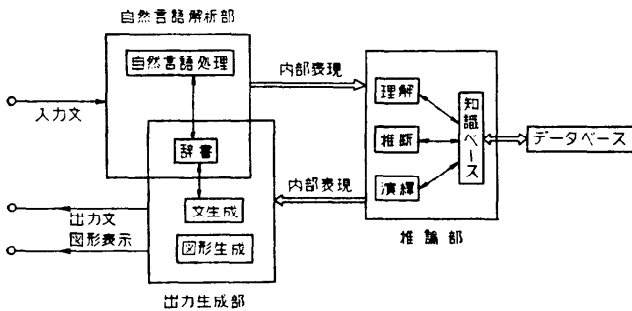 自然言語解析部
自然言語処理
内部表現
理解
入力文
知識ベース
辞書
推断
データベース
内部表現
演繹
文生成
出力文
図形表示
図形生成
推論部
出力生成部